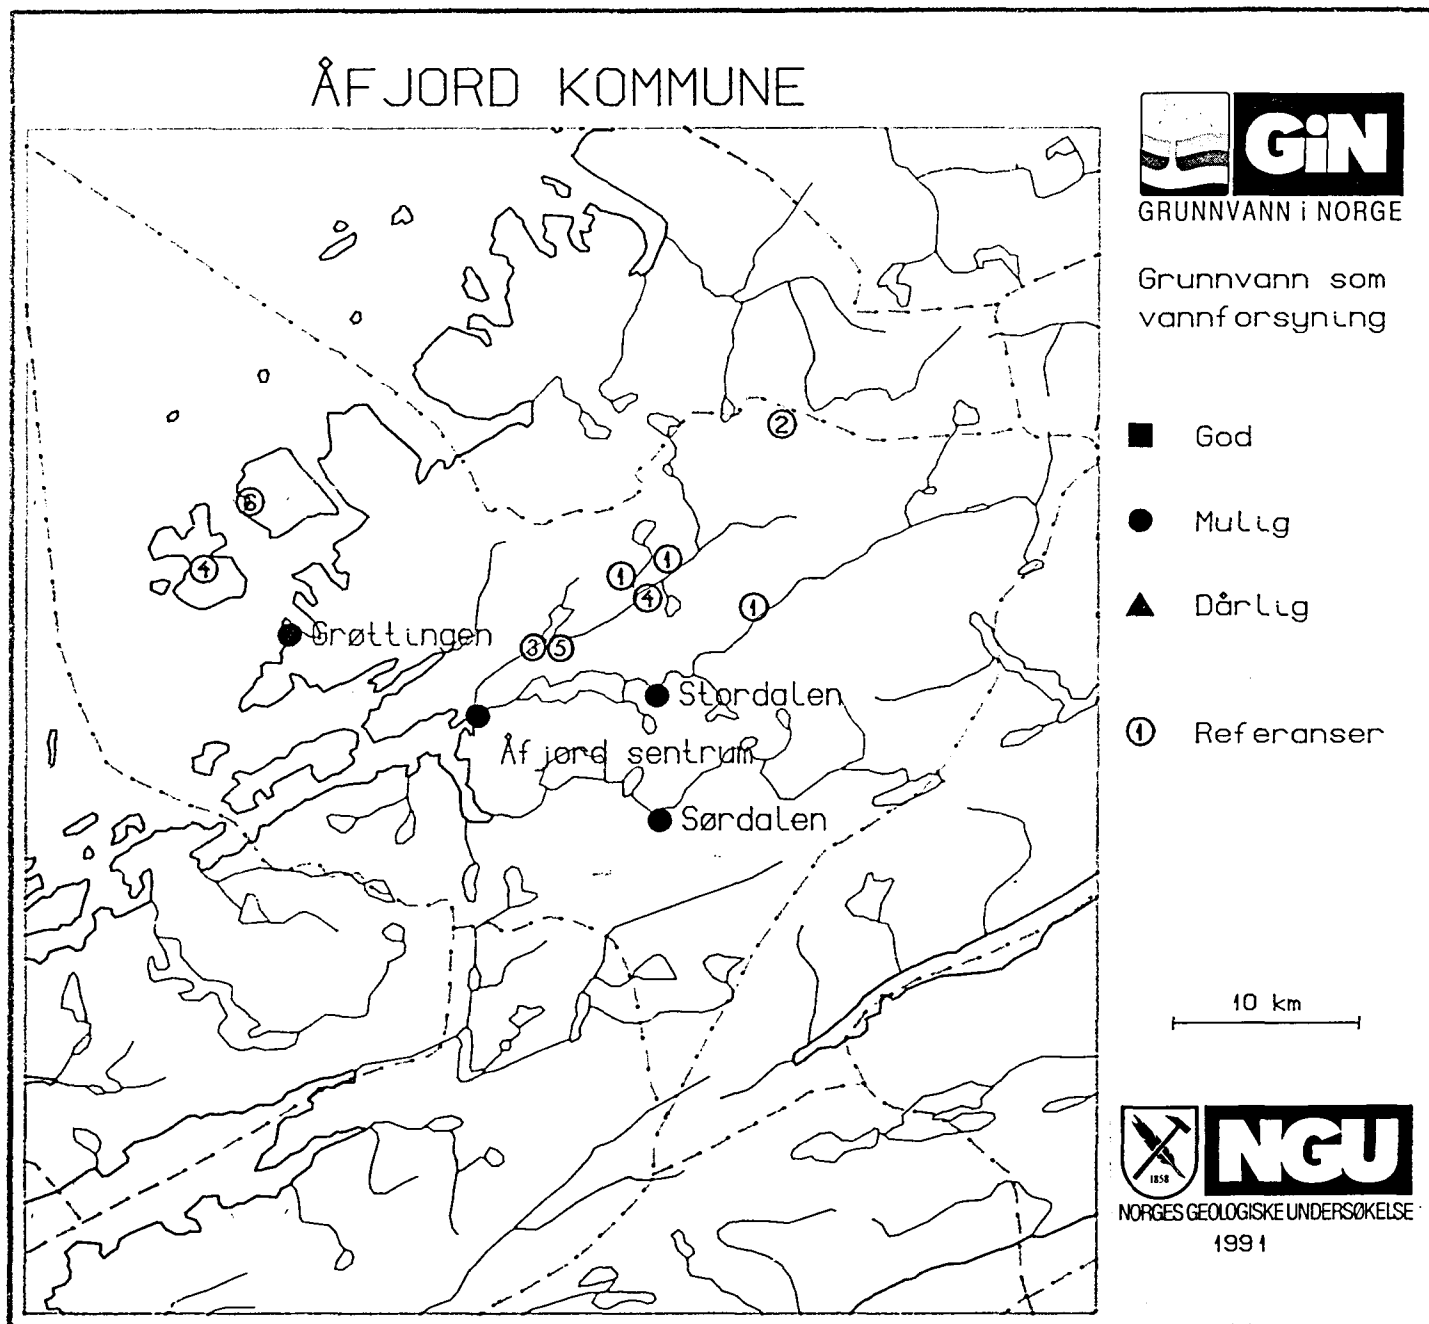 ÅFJORD KOMMUNE
GiN
GRUNNVANN i NORGE
Grunnvann som
vannforsyning
God
Mulig
Dårlig
1 Referanser
2
6
4
1
1
4
1
3 5
Grøttingen
Stordalen
Åfjord sentrum
Sørdalen
10 km
1858
NGU
NORGES GEOLOGISKE UNDERSØKELSE
1991